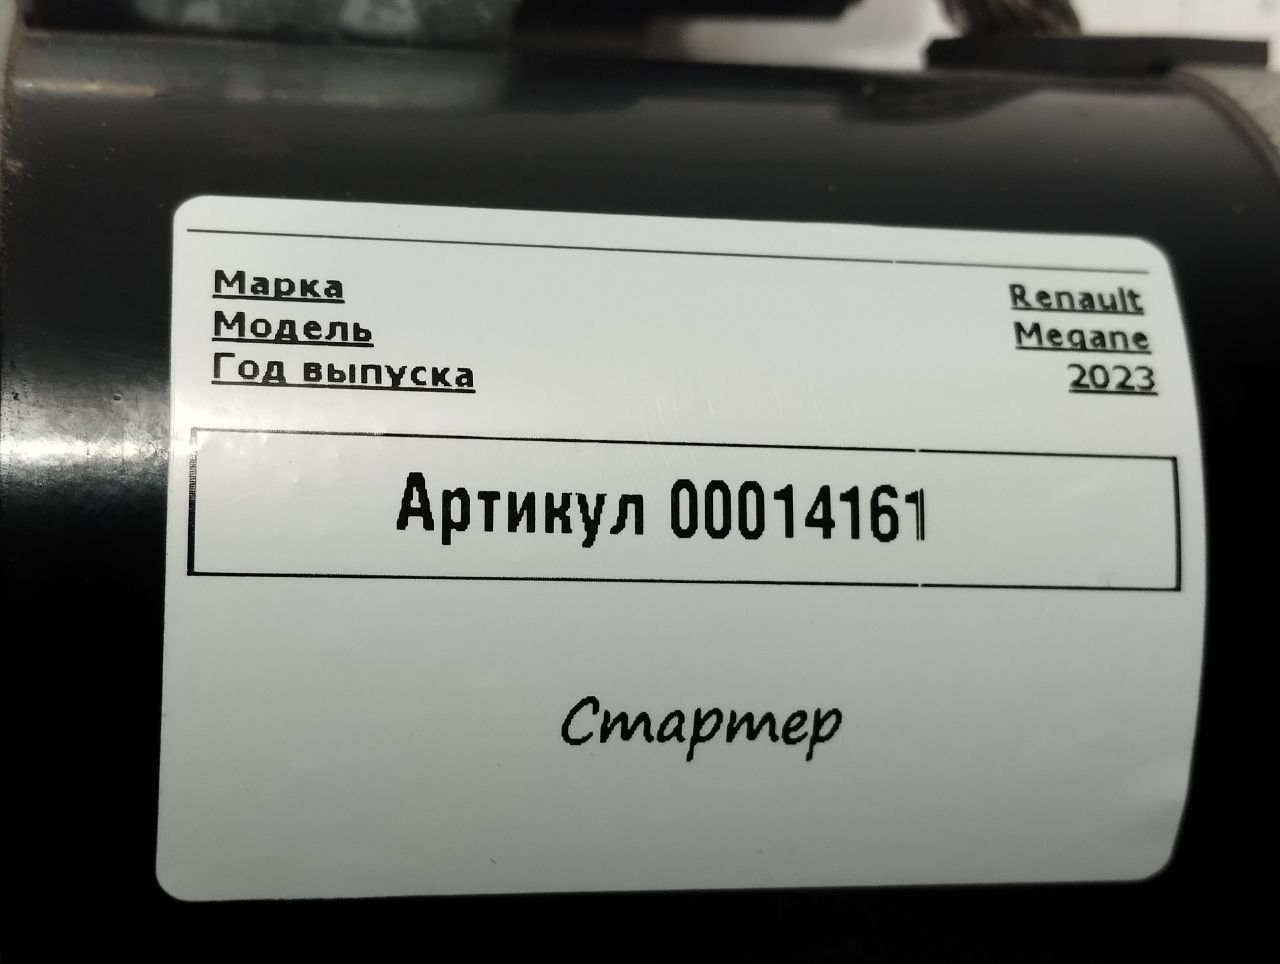 Марка Renault
Модель Megane
Год выпуска 2023
Артикул 00014161
Стартер